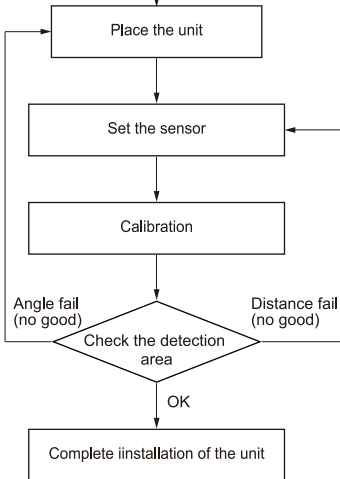 Place the unit
Set the sensor
Calibration
Angle fail
(no good)
Distance fail
(no good)
Check the detection
area
OK
Complete iinstallation of the unit